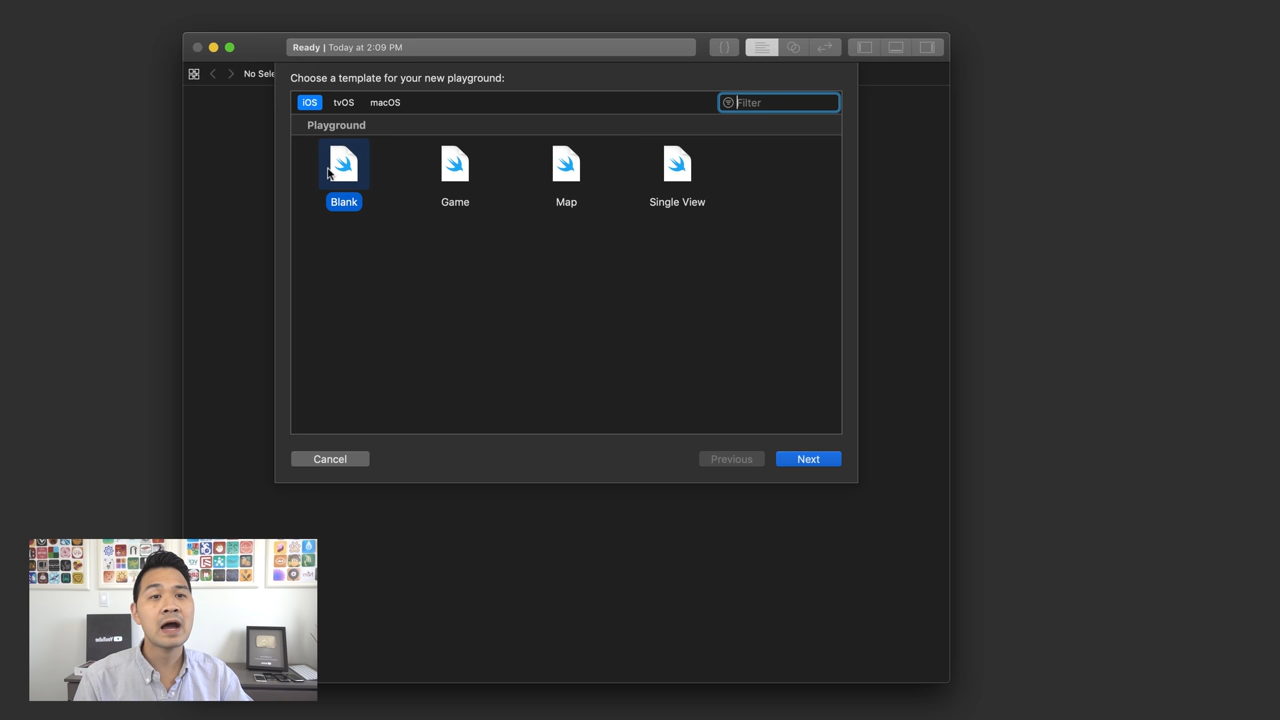 Ready | Today at 2:09 PM
{}
No Sele
Choose a template for your new playground:
iOS tvOS macOS Filter
Playground
Blank Game Map Single View
Cancel Previous Next